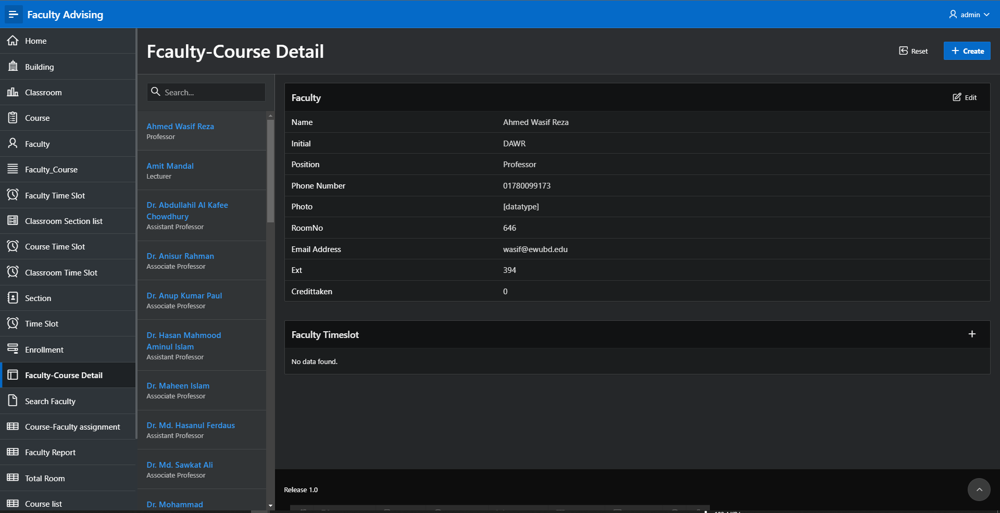 Faculty Advising
admin
Home
Building
Classroom
Course
Faculty
Faculty_Course
Faculty Time Slot
Classroom Section list
Course Time Slot
Classroom Time Slot
Section
Time Slot
Enrollment
Faculty-Course Detail
Search Faculty
Course-Faculty assignment
Faculty Report
Total Room
Course list
Fcaulty-Course Detail
Reset
Create
Search...
Ahmed Wasif Reza
Professor
Amit Mandal
Lecturer
Dr. Abdullahil Al Kafee
Chowdhury
Assistant Professor
Dr. Anisur Rahman
Associate Professor
Dr. Anup Kumar Paul
Associate Professor
Dr. Hasan Mahmood
Aminul Islam
Assistant Professor
Dr. Maheen Islam
Associate Professor
Dr. Md. Hasanul Ferdaus
Assistant Professor
Dr. Md. Sawkat Ali
Associate Professor
Dr. Mohammad
Faculty
Edit
Name Ahmed Wasif Reza
Initial DAWR
Position Professor
Phone Number 01780099173
Photo [datatype]
RoomNo 646
Email Address wasif@ewubd.edu
Ext 394
Credittaken 0
Faculty Timeslot
No data found.
Release 1.0